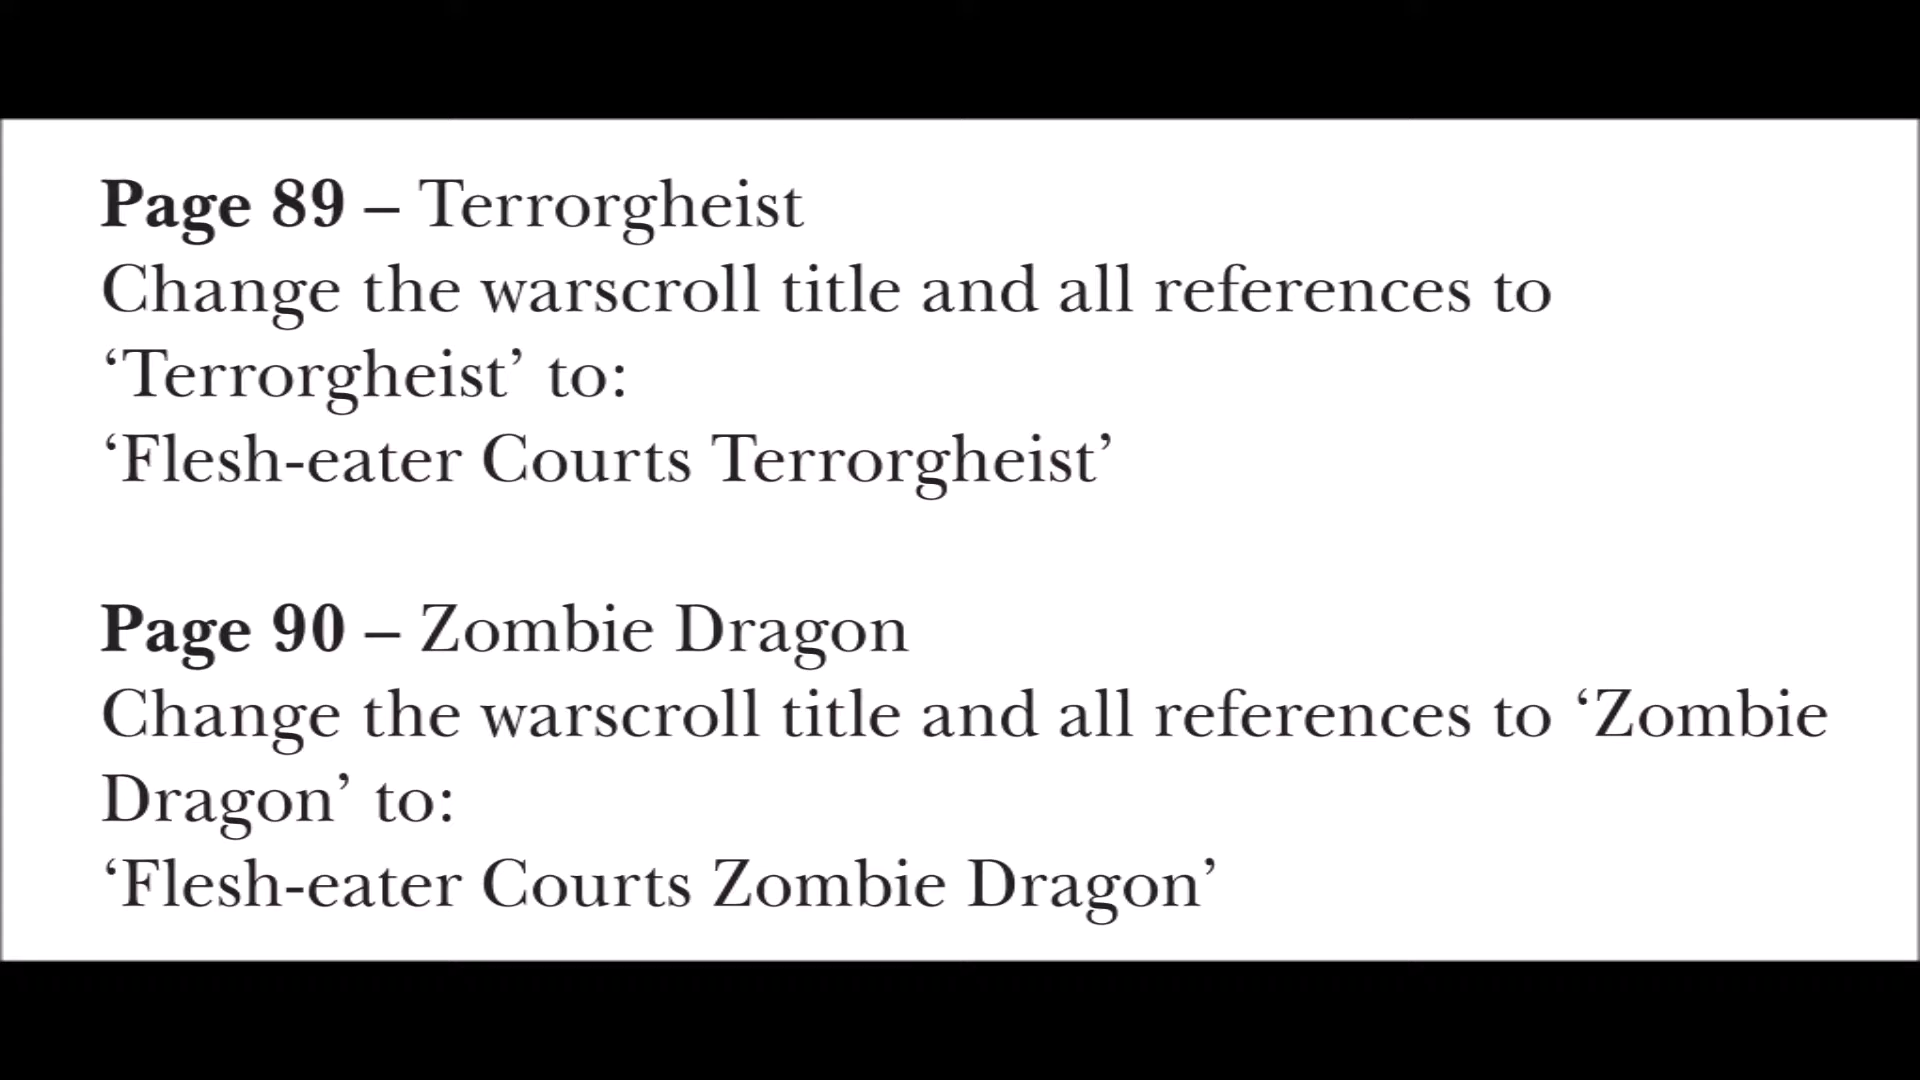 Page 89 – Terrorgheist
Change the warscroll title and all references to
‘Terrorgheist’ to:
‘Flesh-eater Courts Terrorgheist’
Page 90 – Zombie Dragon
Change the warscroll title and all references to ‘Zombie
Dragon’ to:
‘Flesh-eater Courts Zombie Dragon’